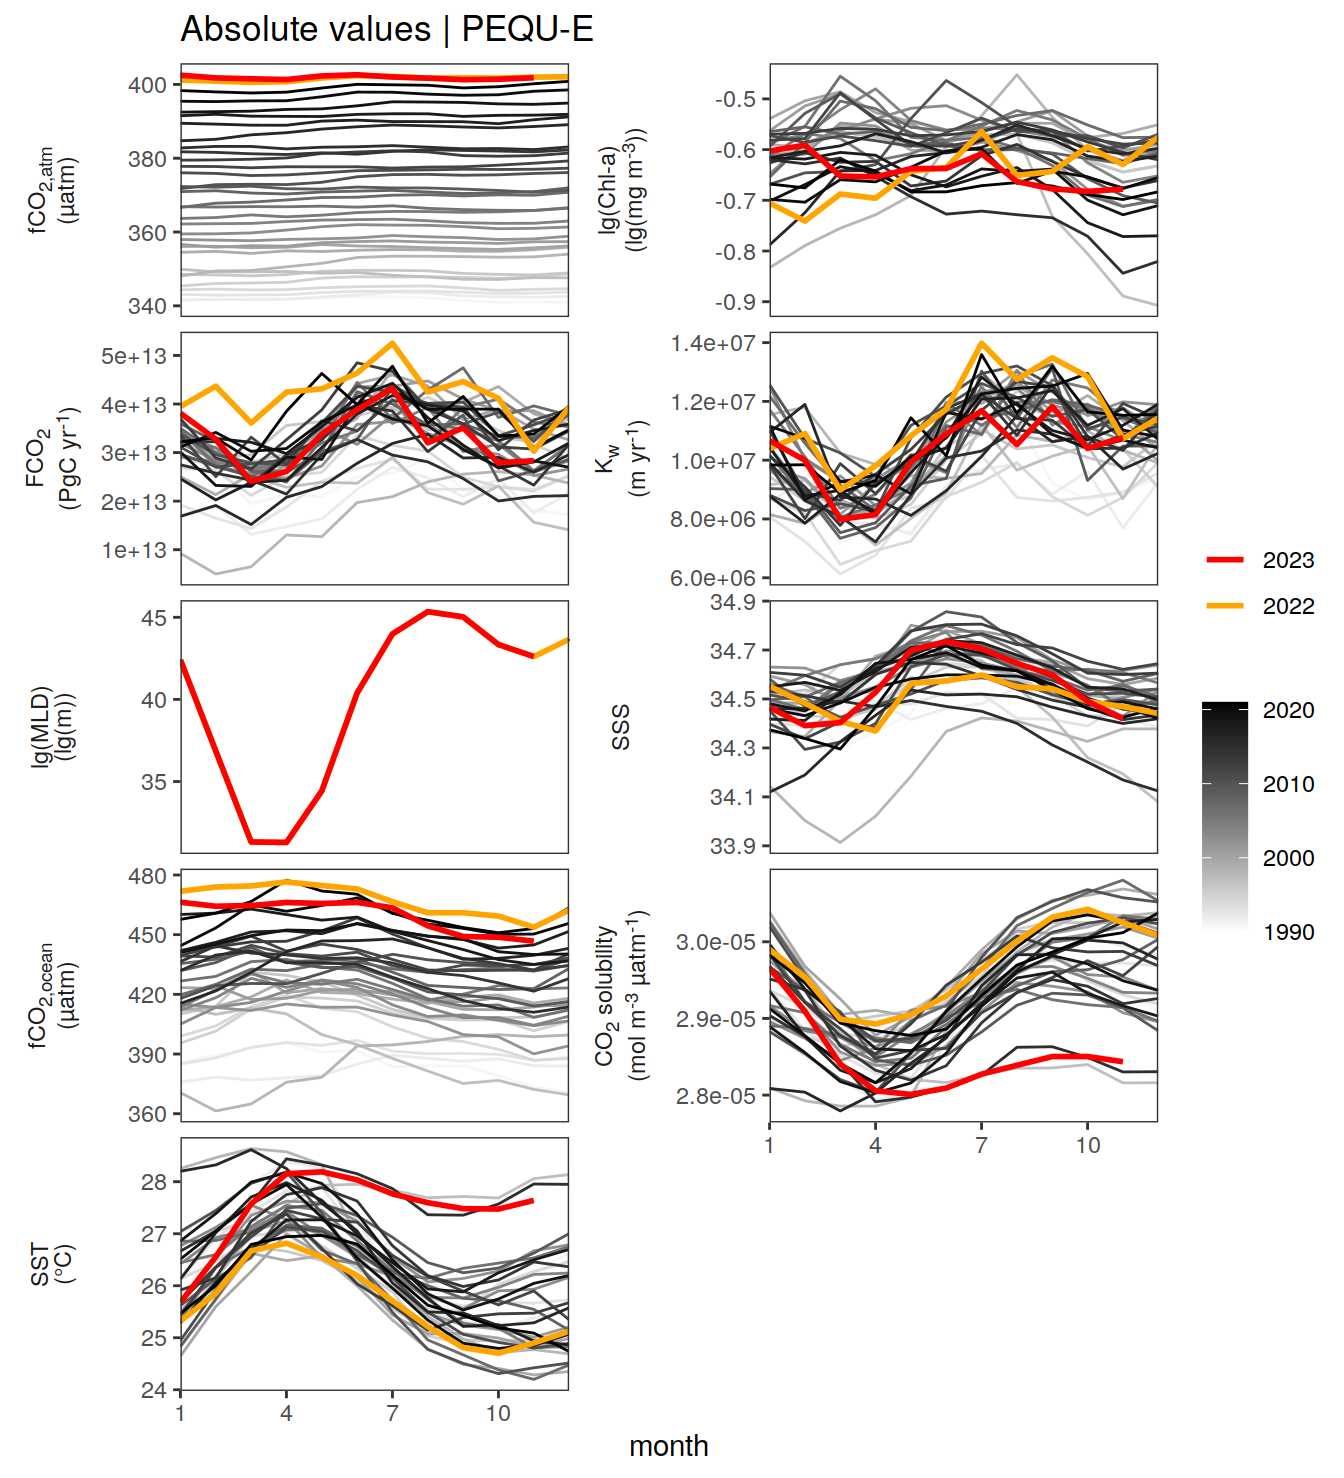 Absolute values | PEQU-E
fCO2,atm
(µatm)
400
380
360
340
lg(Chl-a)
(lg(mg m-3))
-0.5
-0.6
-0.7
-0.8
-0.9
FCO2
(PgC yr-1)
5e+13
4e+13
3e+13
2e+13
1e+13
Kw
(m yr-1)
1.4e+07
1.2e+07
1.0e+07
8.0e+06
6.0e+06
lg(MLD)
(lg(m))
45
40
35
SSS
34.9
34.7
34.5
34.3
34.1
33.9
fCO2,ocean
(µatm)
480
450
420
390
360
CO2 solubility
(mol m-3 µatm-1)
3.0e-05
2.9e-05
2.8e-05
1 4 7 10
SST
(°C)
28
27
26
25
24
1 4 7 10
month
2023
2022
2020
2010
2000
1990